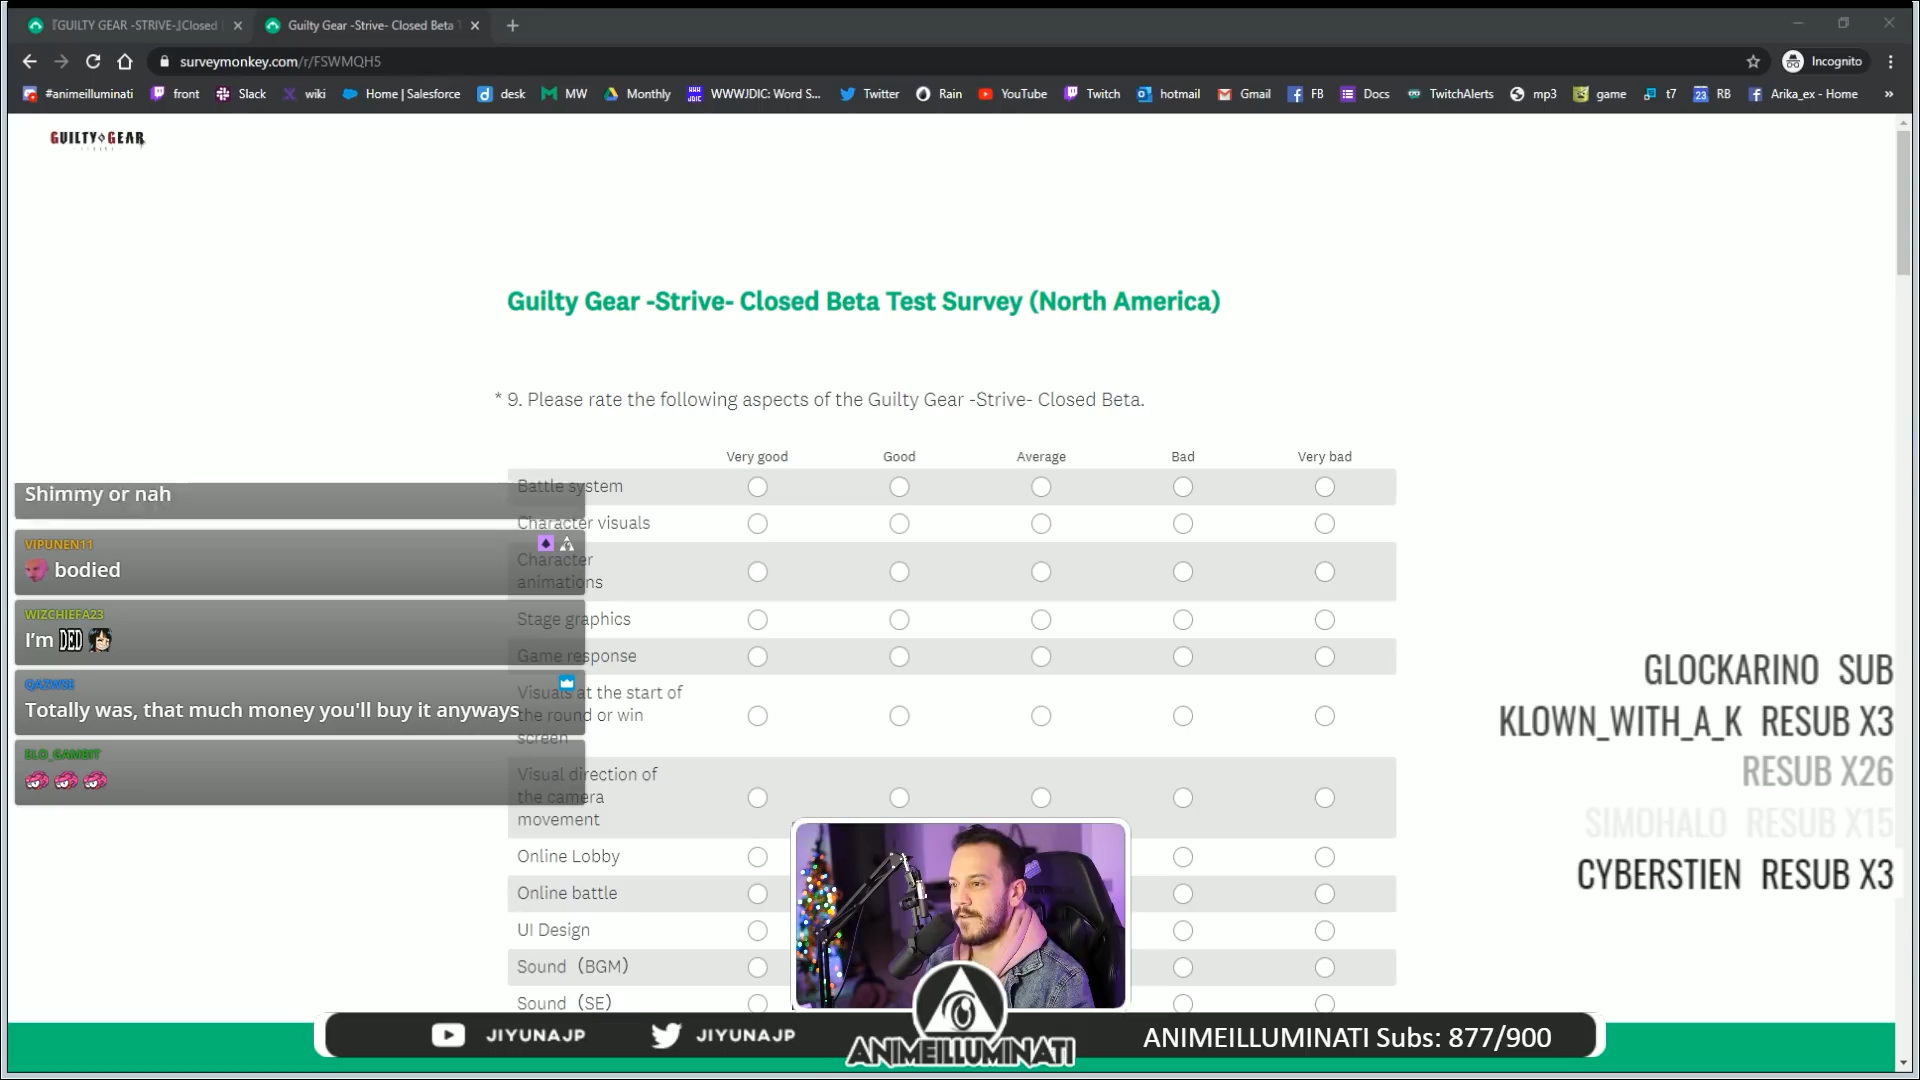 『GUILTY GEAR -STRIVE-』Closed
Guilty Gear -Strive- Closed Beta T
surveymonkey.com/r/FSWMQH5
Incognito
#animeilluminati front Slack wiki Home | Salesforce desk MW Monthly WWWJDIC: Word S... Twitter Rain YouTube Twitch hotmail Gmail FB Docs TwitchAlerts mp3 game t7 RB Arika_ex - Home »
GUILTY GEAR
Guilty Gear -Strive- Closed Beta Test Survey (North America)
* 9. Please rate the following aspects of the Guilty Gear -Strive- Closed Beta.
Very good Good Average Bad Very bad
Battle system
Character visuals
Character
animations
Stage graphics
Game response
Visuals at the start of
the round or win
screen
Visual direction of
the camera
movement
Online Lobby
Online battle
UI Design
Sound（BGM）
Sound（SE）
Shimmy or nah
VIPUNEN11
bodied
WIZCHIEFA23
I'm DED
QAZWSE
Totally was, that much money you'll buy it anyways
ELO_GAMBIT
GLOCKARINO SUB
KLOWN_WITH_A_K RESUB X3
RESUB X26
SIMOHALO RESUB X15
CYBERSTIEN RESUB X3
JIYUNAJP
JIYUNAJP
ANIMEILLUMINATI
ANIMEILLUMINATI Subs: 877/900